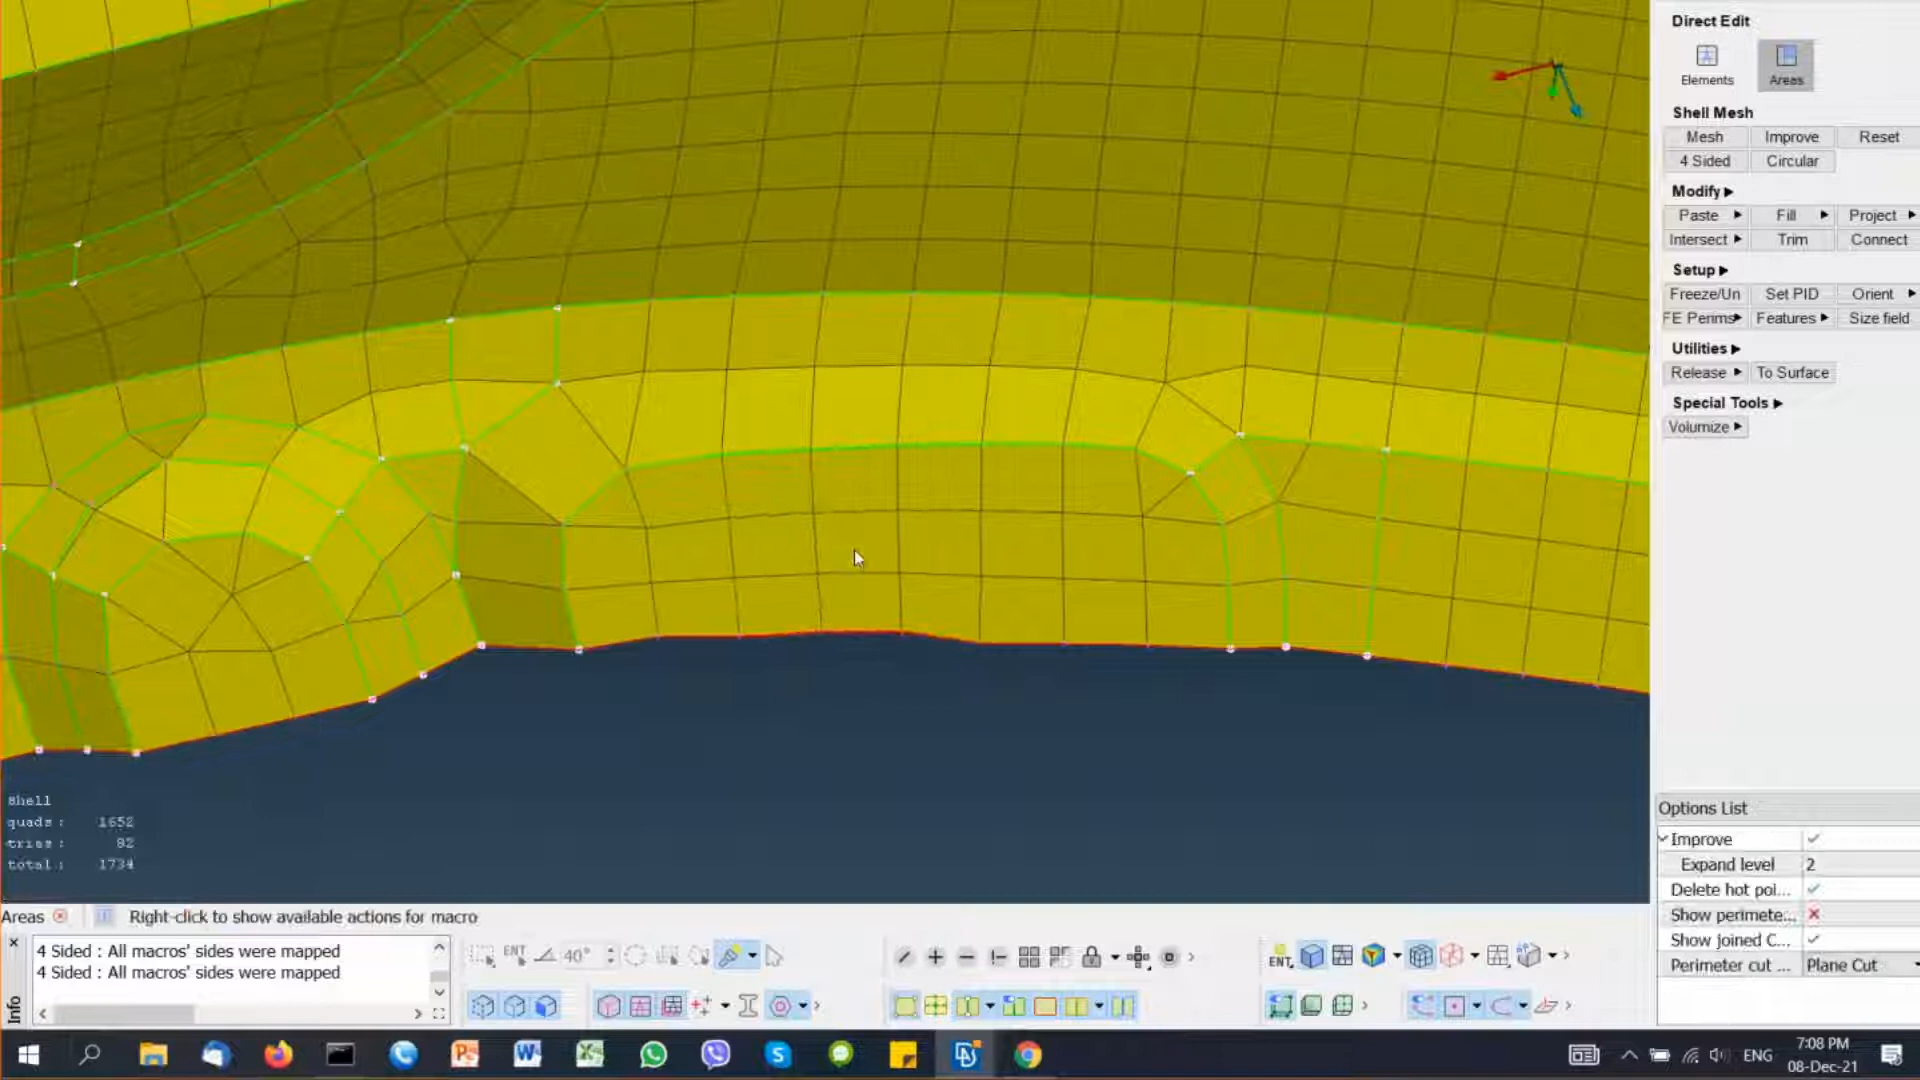 Direct Edit
Elements
Areas
Shell Mesh
Mesh
Improve
Reset
4 Sided
Circular
Modify
Paste
Fill
Project
Intersect
Trim
Connect
Setup
Freeze/Un
Set PID
Orient
FE Perims
Features
Size field
Utilities
Release
To Surface
Special Tools
Volumize
Shell
quads : 1652
trias : 82
total : 1734
Options List
Improve
Expand level 2
Delete hot poi...
Show perimete...
Show joined C...
Perimeter cut ... Plane Cut
Areas Right-click to show available actions for macro
4 Sided : All macros' sides were mapped
4 Sided : All macros' sides were mapped
Info
ENT
40°
ENT
ENG
7:08 PM
08-Dec-21